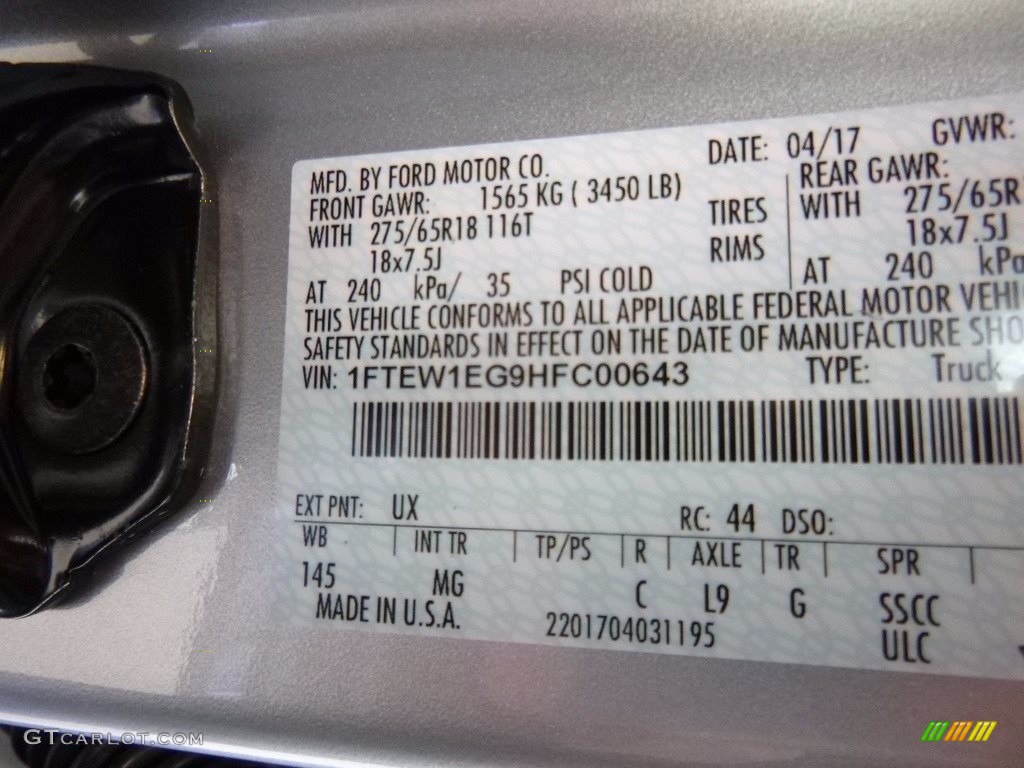 MFD. BY FORD MOTOR CO.
DATE: 04/17
GVWR:
FRONT GAWR: 1565 KG ( 3450 LB)
REAR GAWR:
WITH 275/65R18 116T
TIRES
WITH 275/65R
18x7.5J
RIMS
18x7.5J
AT 240 kPa/ 35 PSI COLD
AT 240 kPa
THIS VEHICLE CONFORMS TO ALL APPLICABLE FEDERAL MOTOR VEHI
SAFETY STANDARDS IN EFFECT ON THE DATE OF MANUFACTURE SHO
VIN: 1FTEW1EG9HFC00643 TYPE: Truck
EXT PNT: UX RC: 44 DSO:
WB INT TR TP/PS R AXLE TR SPR
145 MG C L9 G SSCC
MADE IN U.S.A. 2201704031195 ULC
GTCARLOT.COM